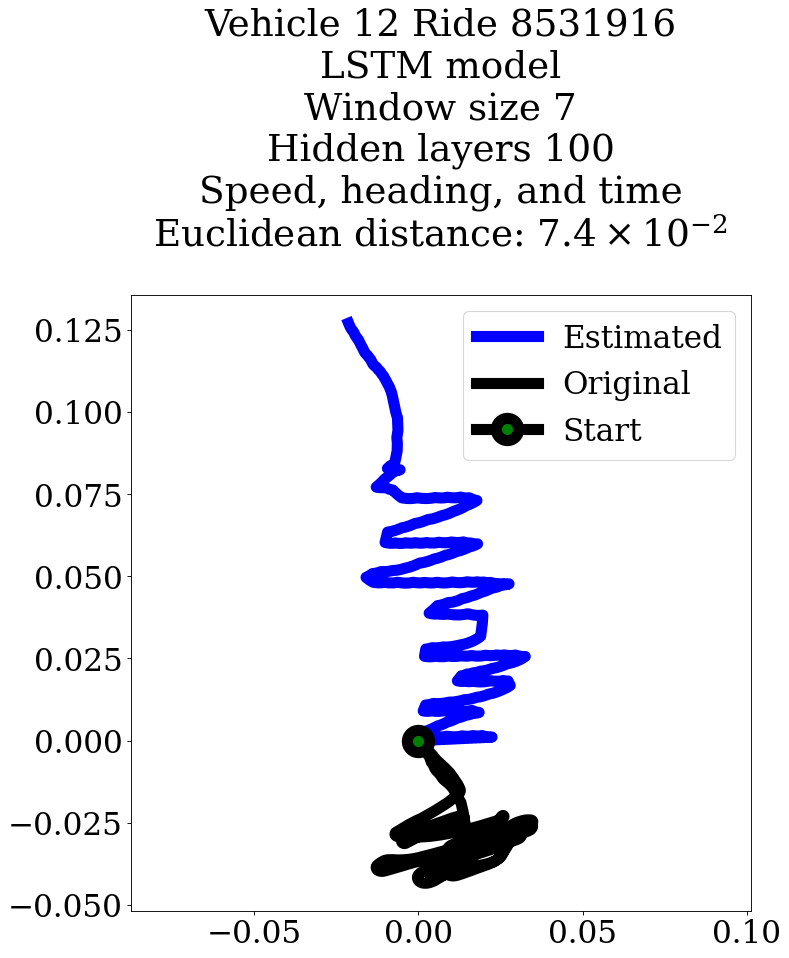 Vehicle 12 Ride 8531916
LSTM model
Window size 7
Hidden layers 100
Speed, heading, and time
Euclidean distance: 7.4 × 10⁻²
Estimated
Original
Start
0.125
0.100
0.075
0.050
0.025
0.000
−0.025
−0.050
−0.05 0.00 0.05 0.10